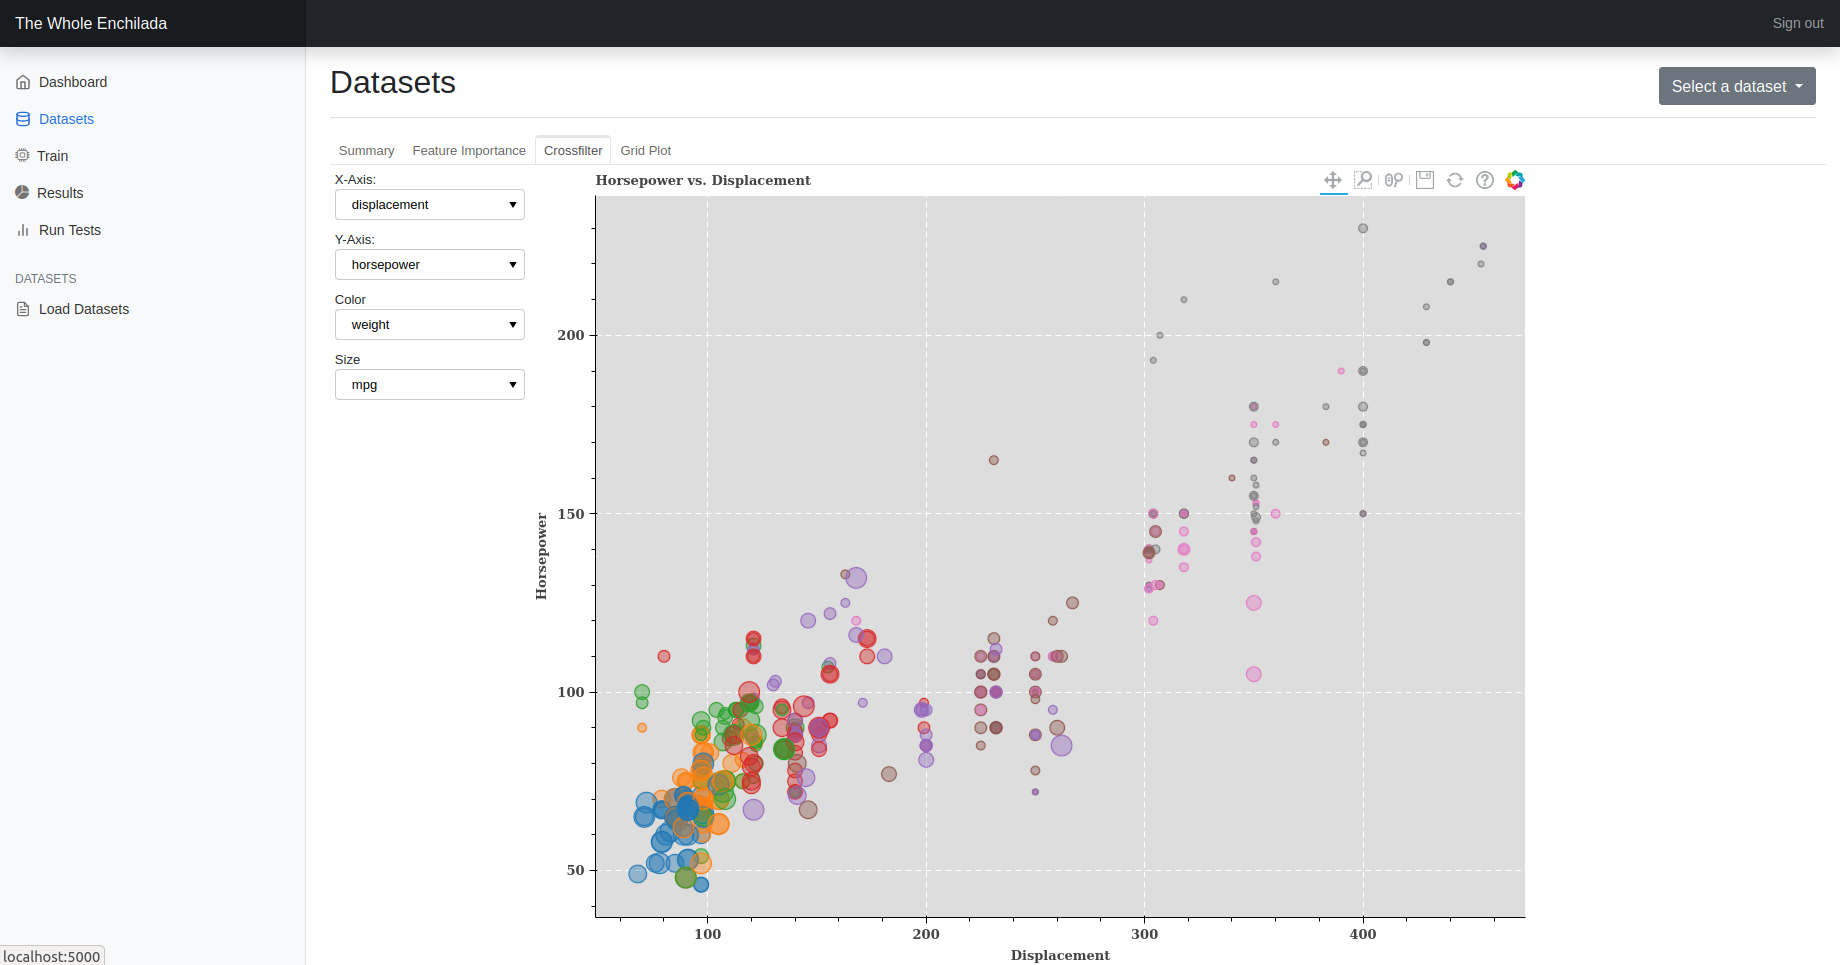 The Whole Enchilada
Sign out
Dashboard
Datasets
Train
Results
Run Tests
DATASETS
Load Datasets
Datasets
Select a dataset
Summary
Feature Importance
Crossfilter
Grid Plot
X-Axis:
displacement
Y-Axis:
horsepower
Color
weight
Size
mpg
Horsepower vs. Displacement
200
150
100
50
Horsepower
100
200
300
400
Displacement
localhost:5000